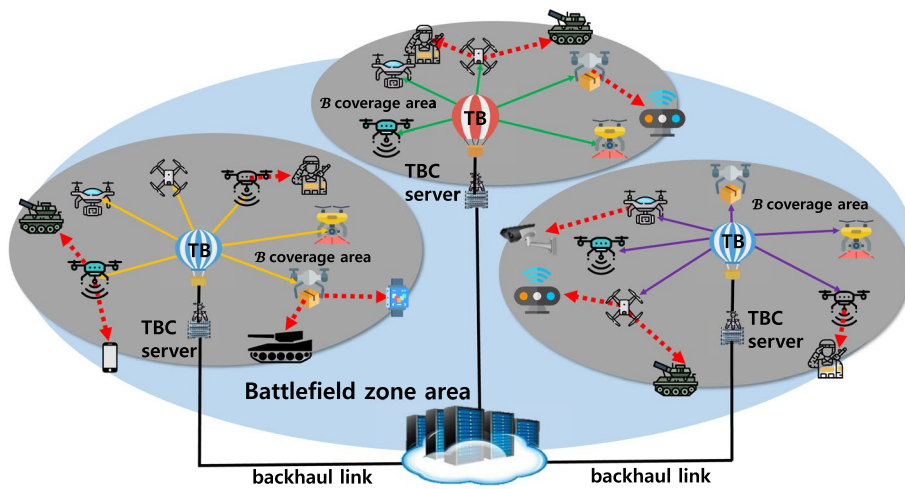 ℬ coverage area
TB
TBC
server
ℬ coverage area
TB
TB
ℬ coverage area
TBC
server
TBC
server
Battlefield zone area
backhaul link
backhaul link